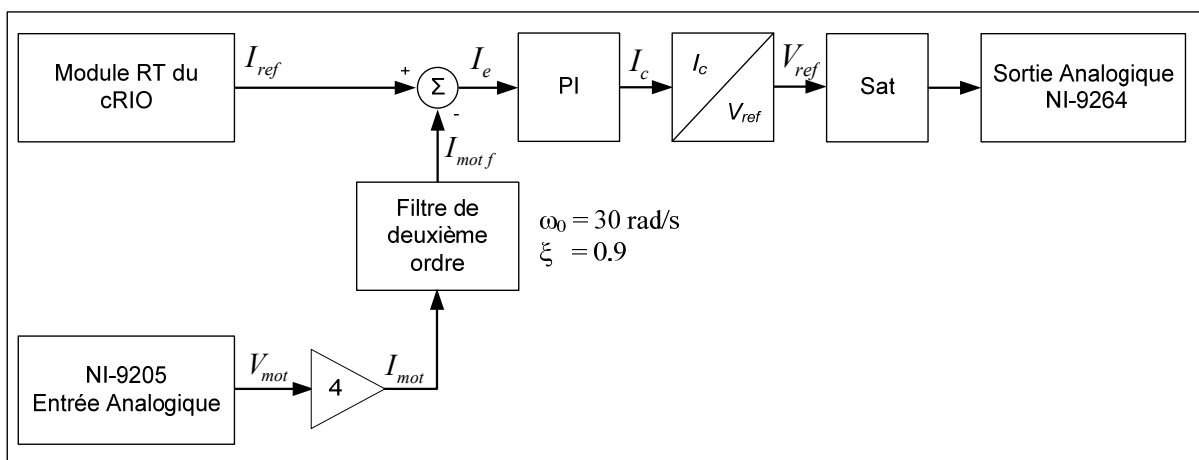 Module RT du
cRIO
I_ref
+
Σ
-
I_e
PI
I_c
I_c
V_ref
V_ref
Sat
Sortie Analogique
NI-9264
I_mot f
Filtre de
deuxième
ordre
ω₀ = 30 rad/s
ξ = 0.9
NI-9205
Entrée Analogique
V_mot
4
I_mot